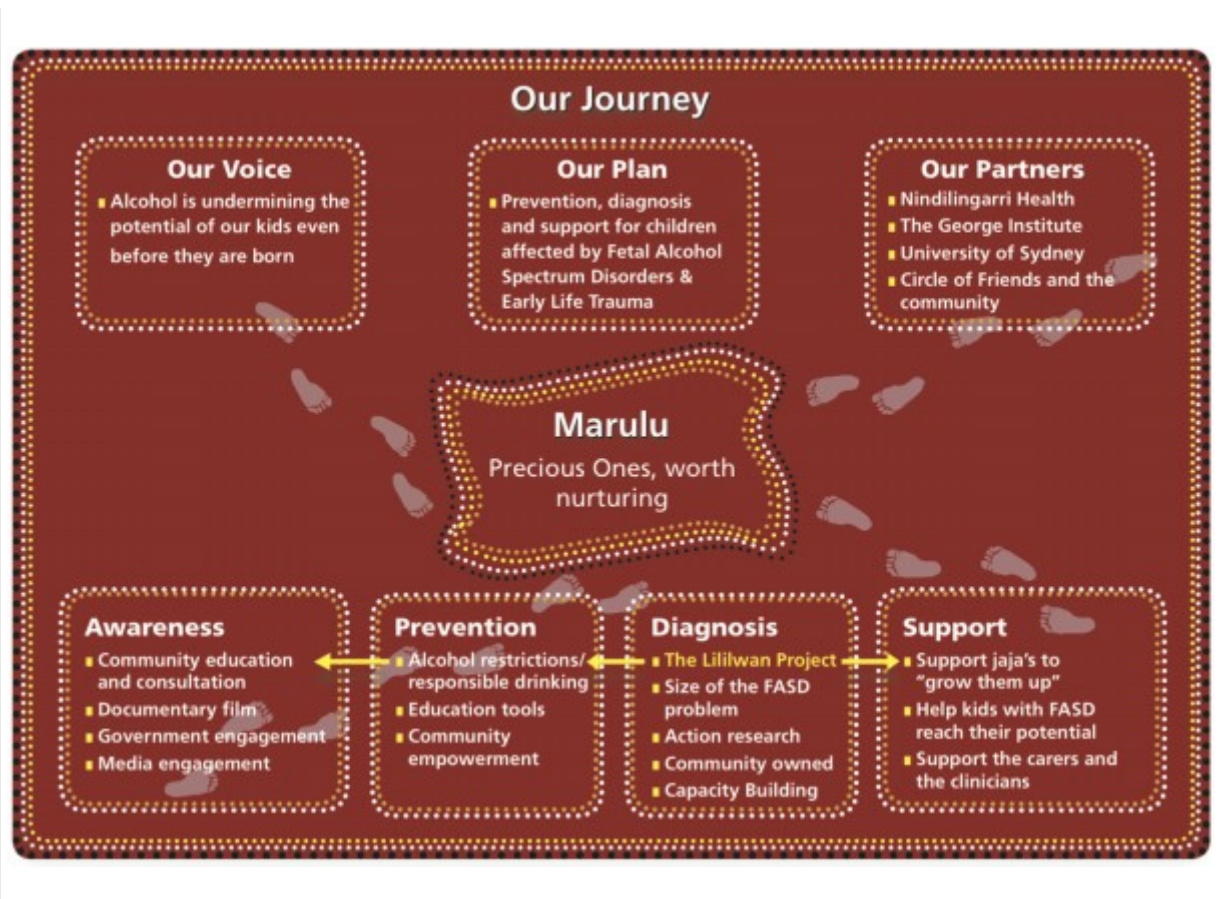 Our Journey
Our Voice
Alcohol is undermining the
potential of our kids even
before they are born
Our Plan
Prevention, diagnosis
and support for children
affected by Fetal Alcohol
Spectrum Disorders &
Early Life Trauma
Our Partners
Nindilingarri Health
The George Institute
University of Sydney
Circle of Friends and the
community
Marulu
Precious Ones, worth
nurturing
Awareness
Community education
and consultation
Documentary film
Government engagement
Media engagement
Prevention
Alcohol restrictions/
responsible drinking
Education tools
Community
empowerment
Diagnosis
The Lililwan Project
Size of the FASD
problem
Action research
Community owned
Capacity Building
Support
Support jaja's to
"grow them up"
Help kids with FASD
reach their potential
Support the carers and
the clinicians